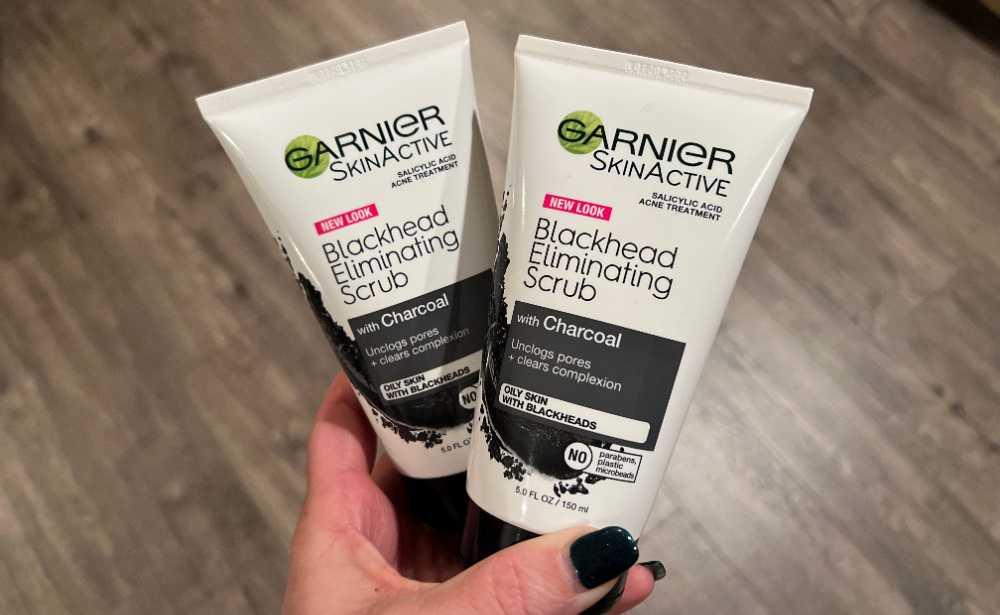 GARNIER
SKINACTIVE
SALICYLIC ACID
ACNE TREATMENT
NEW LOOK
Blackhead
Eliminating
Scrub
with Charcoal
Unclogs pores
+ clears complexion
OILY SKIN
WITH BLACKHEADS
NO
5.0 FL OZ
GARNIER
SKINACTIVE
SALICYLIC ACID
ACNE TREATMENT
NEW LOOK
Blackhead
Eliminating
Scrub
with Charcoal
Unclogs pores
+ clears complexion
OILY SKIN
WITH BLACKHEADS
NO parabens,
plastic
microbeads
5.0 FL OZ / 150 ml